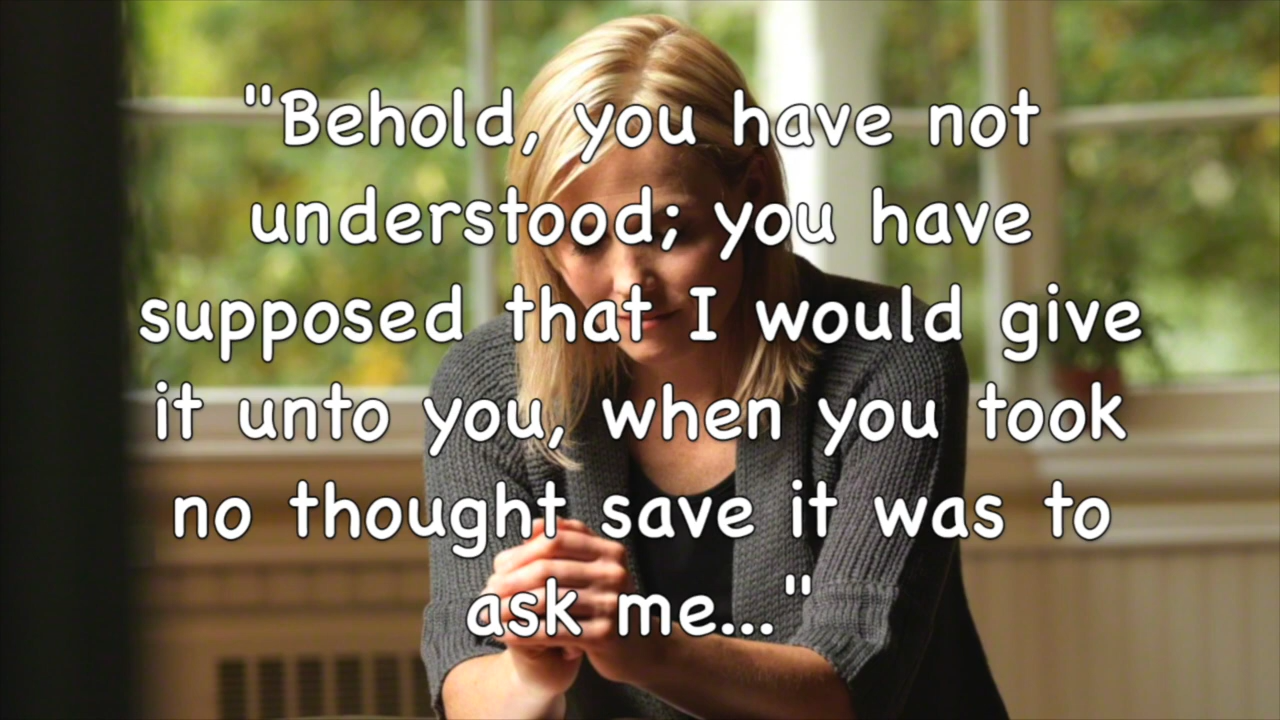 "Behold, you have not
understood; you have
supposed that I would give
it unto you, when you took
no thought save it was to
ask me..."